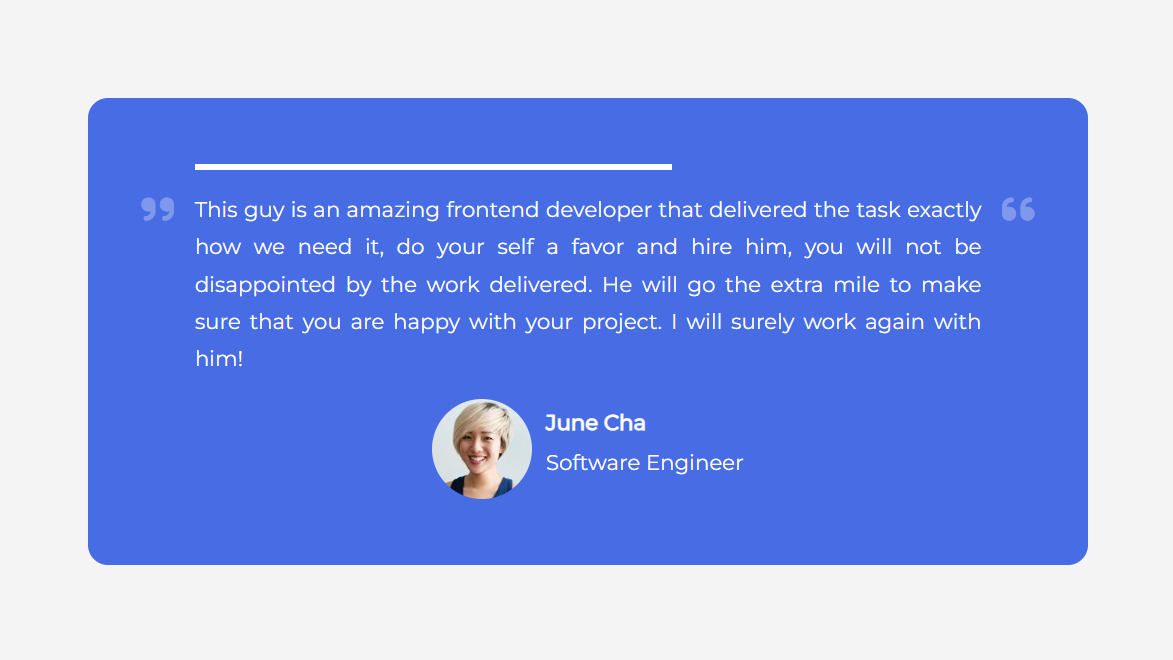 ” This guy is an amazing frontend developer that delivered the task exactly “
how we need it, do your self a favor and hire him, you will not be
disappointed by the work delivered. He will go the extra mile to make
sure that you are happy with your project. I will surely work again with
him!
June Cha
Software Engineer